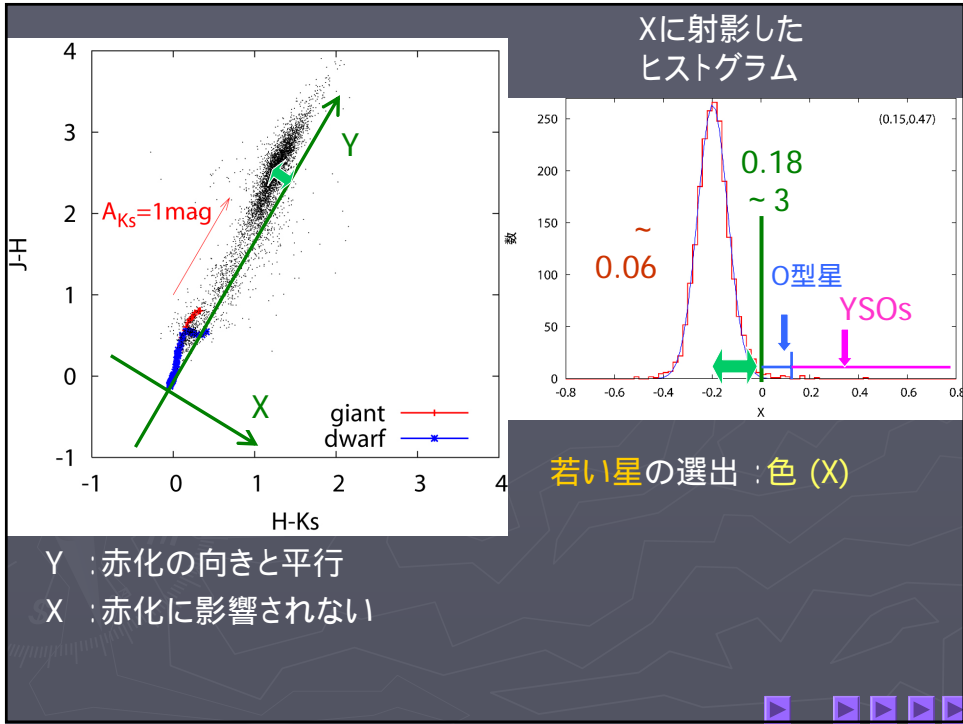 Xに射影した
ヒストグラム
4
3
2
1
0
-1
J-H
-1 0 1 2 3 4
H-Ks
Y
X
A_Ks=1mag
giant
dwarf
250
200
150
100
50
0
数
-0.8 -0.6 -0.4 -0.2 0 0.2 0.4 0.6 0.8
X
(0.15,0.47)
~
0.06
0.18
~ 3
O型星
YSOs
若い星の選出 :色 (X)
Y :赤化の向きと平行
X :赤化に影響されない